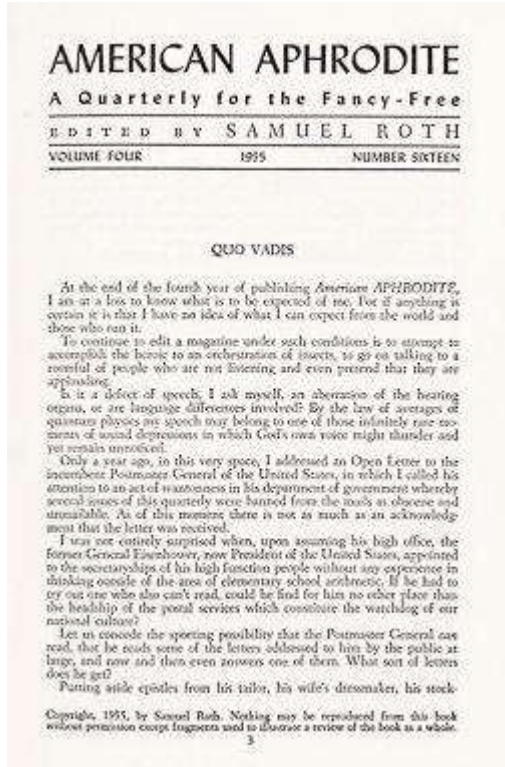 AMERICAN APHRODITE
A Quarterly for the Fancy-Free
EDITED BY SAMUEL ROTH
VOLUME FOUR 1955 NUMBER SIXTEEN
QUO VADIS
At the end of the fourth year of publishing American APHRODITE,
I am at a loss to know what is to be expected of me. For if anything is
certain it is that I have no idea of what I can expect from the world and
those who run it.
To continue to edit a magazine under such conditions is to attempt to
accomplish the heroic to an orchestration of insects, to go on talking to a
roomful of people who are not listening and even pretend that they are
applauding.
Is it a defect of speech, I ask myself, an aberration of the hearing
organs, or are language differences involved? By the law of averages of
quantum physics my speech may belong to one of those infinitely rare mo-
ments of sound depressions in which God's own voice might thunder and
yet remain unnoticed.
Only a year ago, in this very space, I addressed an Open Letter to the
incumbent Postmaster General of the United States, in which I called his
attention to an act of wantonness in his department of government whereby
several issues of this quarterly were banned from the mails as obscene and
unmailable. As of this moment there is not as much as an acknowledg-
ment that the letter was received.
I was not entirely surprised when, upon assuming his high office, the
former General Eisenhower, now President of the United States, appointed
to the secretaryships of his high function people without any experience in
thinking outside of the area of elementary school arithmetic. If he had to
try out one who also can't read, could he find for him no other place than
the headship of the postal services which constitute the watchdog of our
national culture?
Let us concede the sporting possibility that the Postmaster General can
read, that he reads some of the letters addressed to him by the public at
large, and now and then even answers one of them. What sort of letters
does he get?
Putting aside epistles from his tailor, his wife's dressmaker, his stock-
Copyright, 1955, by Samuel Roth. Nothing may be reproduced from this book
without permission except fragments used to illustrate a review of the book as a whole.
3